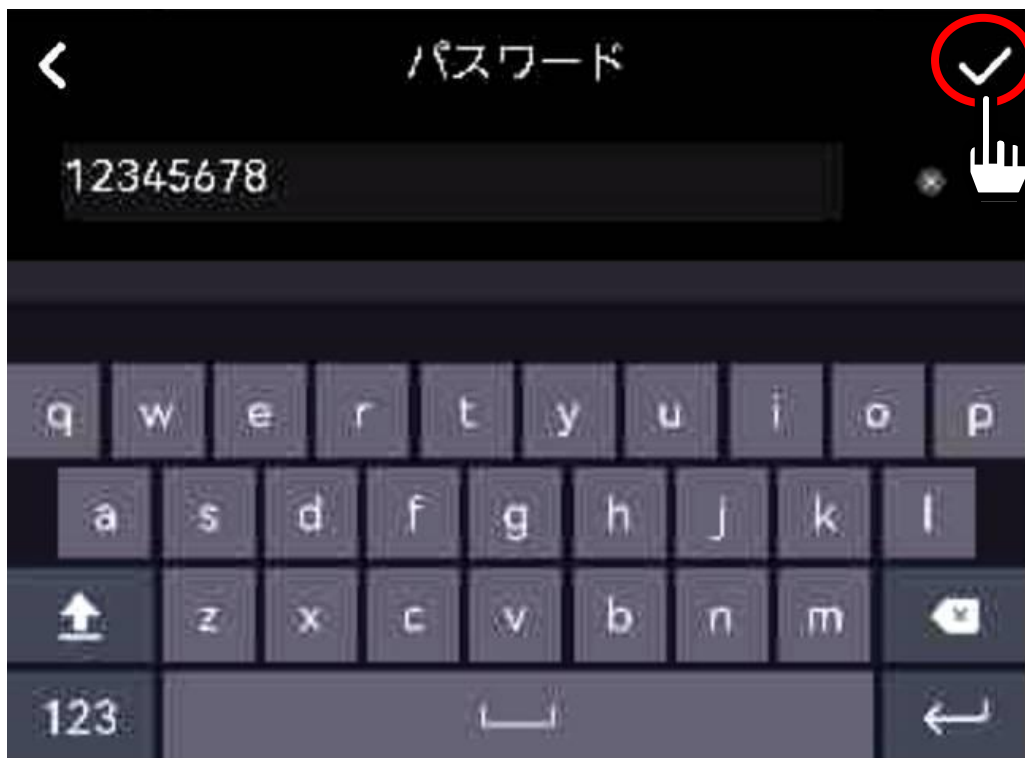 パスワード
12345678
q w e r t y u i o p
a s d f g h j k l
z x c v b n m
123